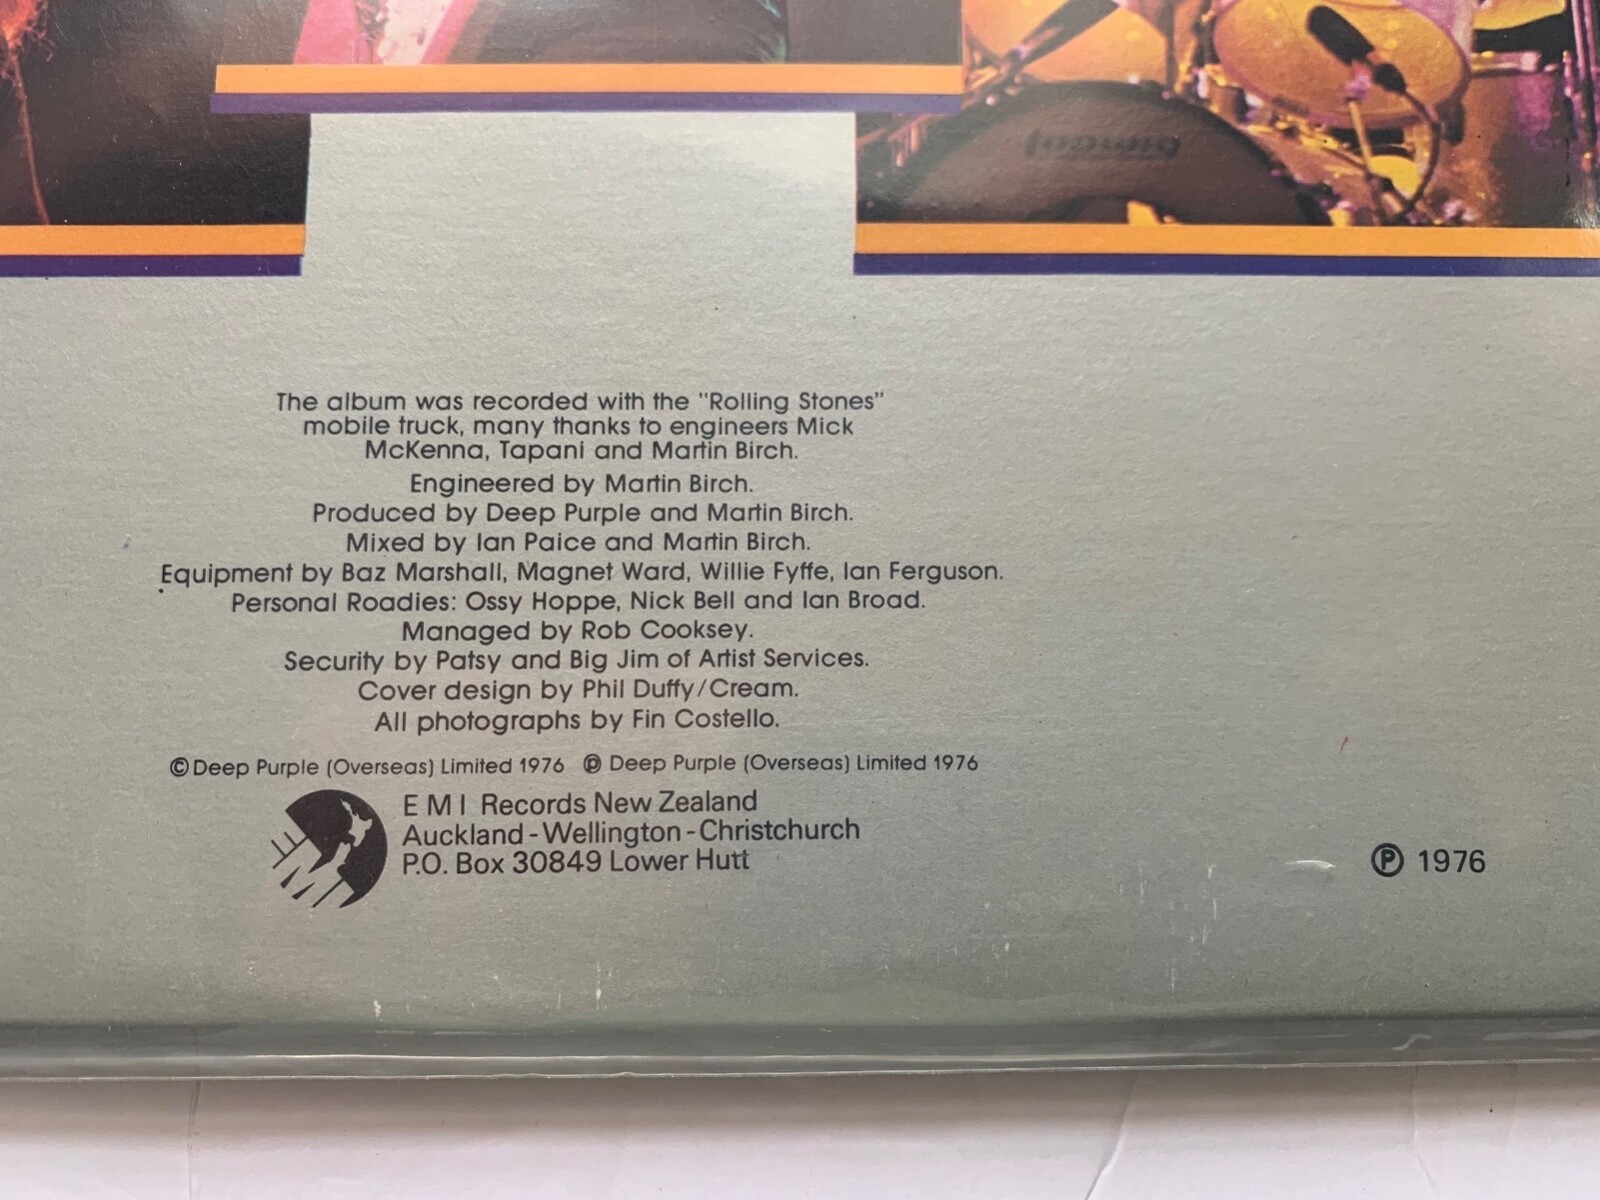 Ludwig
The album was recorded with the "Rolling Stones"
mobile truck, many thanks to engineers Mick
McKenna, Tapani and Martin Birch.
Engineered by Martin Birch.
Produced by Deep Purple and Martin Birch.
Mixed by Ian Paice and Martin Birch.
Equipment by Baz Marshall, Magnet Ward, Willie Fyffe, Ian Ferguson.
Personal Roadies: Ossy Hoppe, Nick Bell and Ian Broad.
Managed by Rob Cooksey.
Security by Patsy and Big Jim of Artist Services.
Cover design by Phil Duffy/Cream.
All photographs by Fin Costello.
© Deep Purple (Overseas) Limited 1976 ℗ Deep Purple (Overseas) Limited 1976
E M I Records New Zealand
Auckland - Wellington - Christchurch
P.O. Box 30849 Lower Hutt
℗ 1976